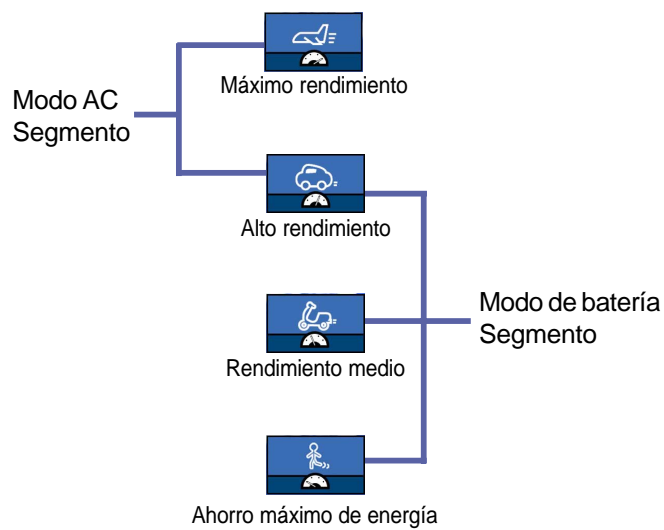 Máximo rendimiento
Modo AC
Segmento
Alto rendimiento
Modo de batería
Segmento
Rendimiento medio
Ahorro máximo de energía